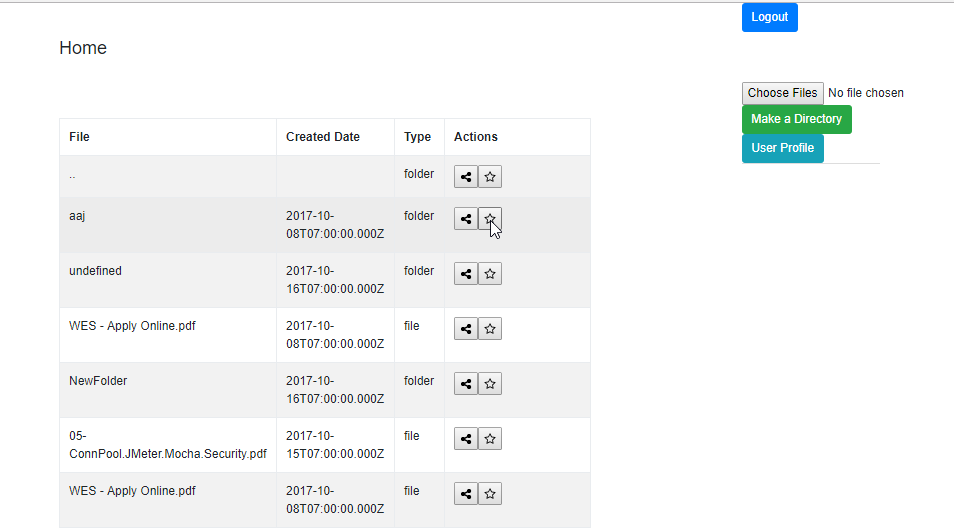 Logout
Home
Choose Files No file chosen
Make a Directory
User Profile
File Created Date Type Actions
.. folder
aaj 2017-10- folder
08T07:00:00.000Z
undefined 2017-10- folder
16T07:00:00.000Z
WES - Apply Online.pdf 2017-10- file
08T07:00:00.000Z
NewFolder 2017-10- folder
16T07:00:00.000Z
05- 2017-10- file
ConnPool.JMeter.Mocha.Security.pdf 15T07:00:00.000Z
WES - Apply Online.pdf 2017-10- file
08T07:00:00.000Z